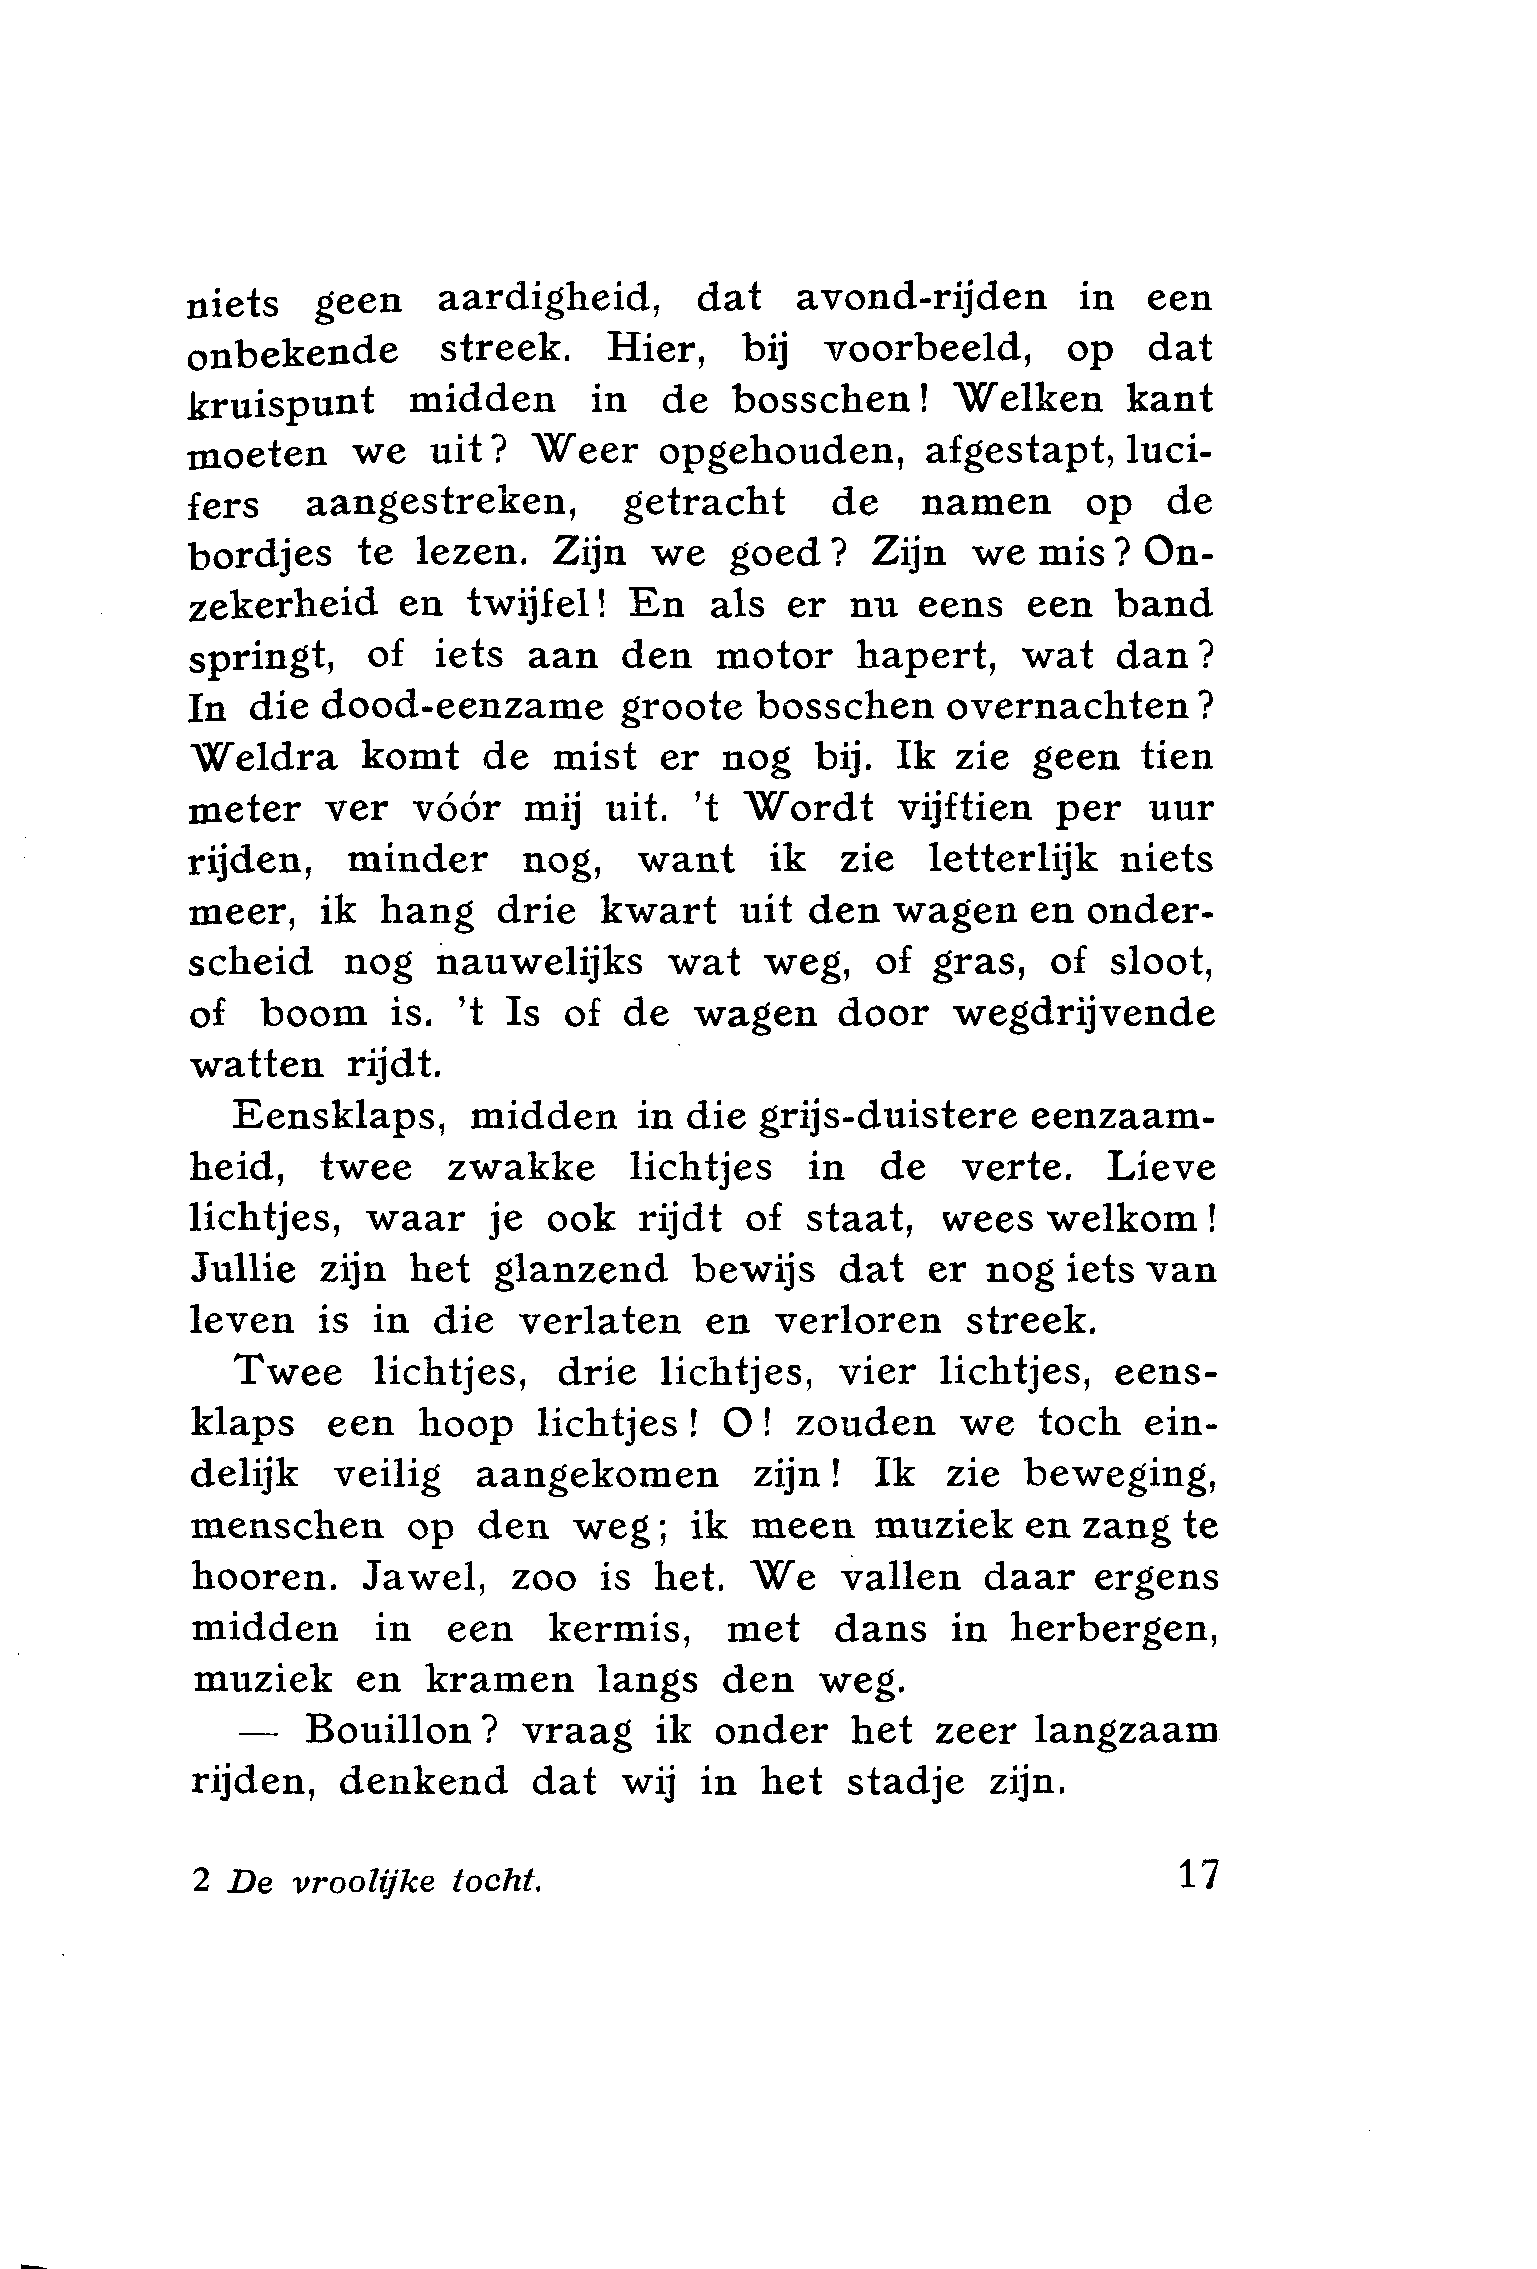 niets geen aardigheid, dat avond-rijden in een
onbekende streek. Hier, bij voorbeeld, op dat
kruispunt midden in de bosschen! Welken kant
moeten we uit? Weer opgehouden, afgestapt, luci-
fers aangestreken, getracht de namen op de
bordjes te lezen. Zijn we goed? Zijn we mis? On-
zekerheid en twijfel! En als er nu eens een band
springt, of iets aan den motor hapert, wat dan?
In die dood-eenzame groote bosschen overnachten?
Weldra komt de mist er nog bij. Ik zie geen tien
meter ver vóór mij uit. 't Wordt vijftien per uur
rijden, minder nog, want ik zie letterlijk niets
meer, ik hang drie kwart uit den wagen en onder-
scheid nog nauwelijks wat weg, of gras, of sloot,
of boom is. 't Is of de wagen door wegdrijvende
watten rijdt.
Eensklaps, midden in die grijs-duistere eenzaam-
heid, twee zwakke lichtjes in de verte. Lieve
lichtjes, waar je ook rijdt of staat, wees welkom!
Jullie zijn het glanzend bewijs dat er nog iets van
leven is in die verlaten en verloren streek.
Twee lichtjes, drie lichtjes, vier lichtjes, eens-
klaps een hoop lichtjes! O! zouden we toch ein-
delijk veilig aangekomen zijn! Ik zie beweging,
menschen op den weg; ik meen muziek en zang te
hooren. Jawel, zoo is het. We vallen daar ergens
midden in een kermis, met dans in herbergen,
muziek en kramen langs den weg.
— Bouillon? vraag ik onder het zeer langzaam
rijden, denkend dat wij in het stadje zijn.
2 De vroolijke tocht. 17